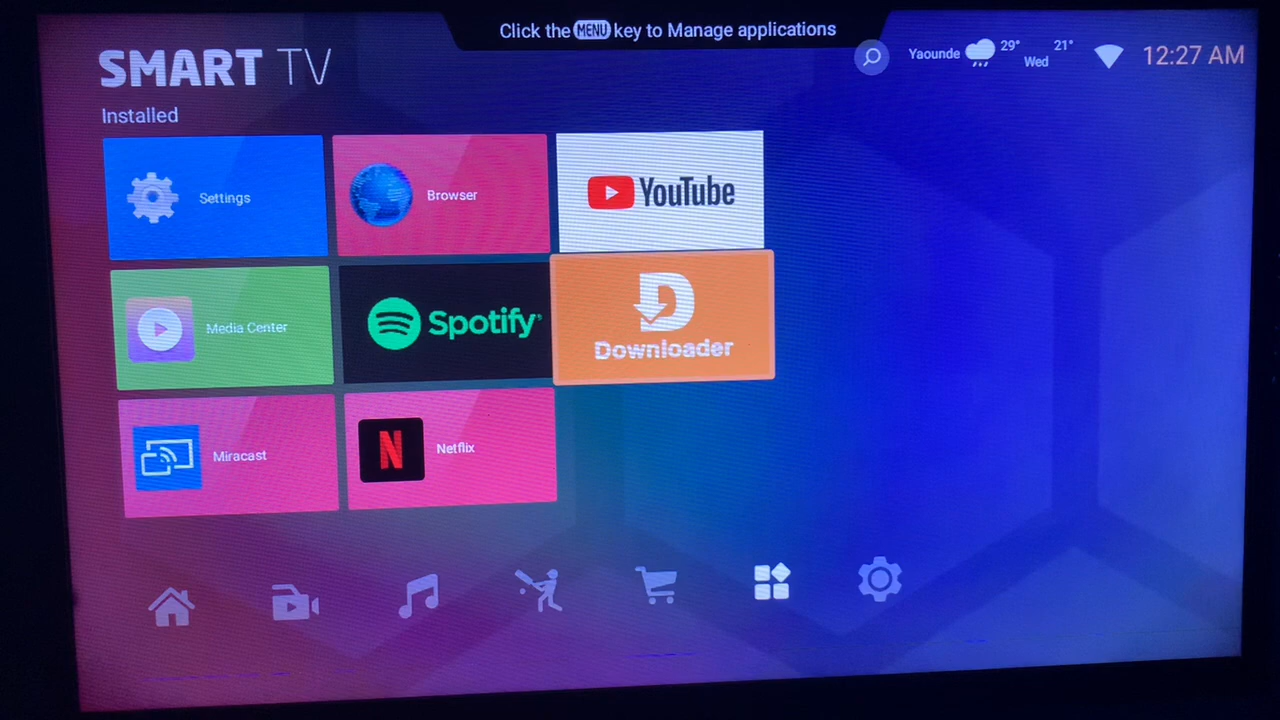 Click the MENU key to Manage applications
SMART TV
Yaounde 29° 21°
Wed
12:27 AM
Installed
Settings
Browser
YouTube
Media Center
Spotify
D
Downloader
Miracast
N
Netflix